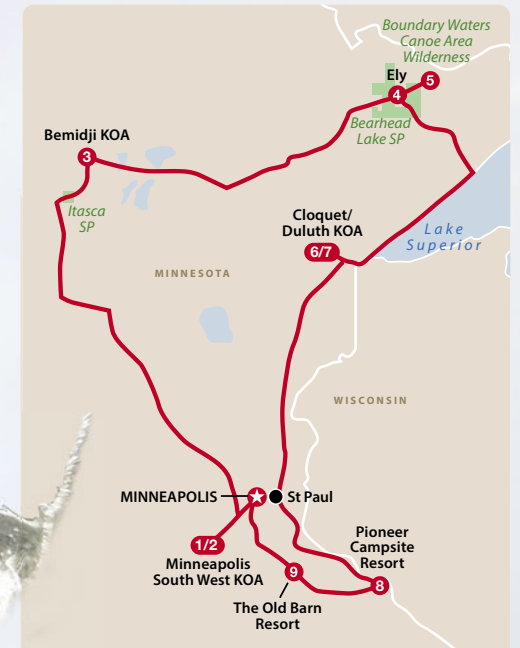 Boundary Waters
Canoe Area
Wilderness
Ely
5
4
Bearhead
Lake SP
Bemidji KOA
3
Itasca
SP
Cloquet/
Duluth KOA
6/7
Lake
Superior
MINNESOTA
WISCONSIN
MINNEAPOLIS
St Paul
1/2
Minneapolis
South West KOA
Pioneer
Campsite
Resort
9
8
The Old Barn
Resort